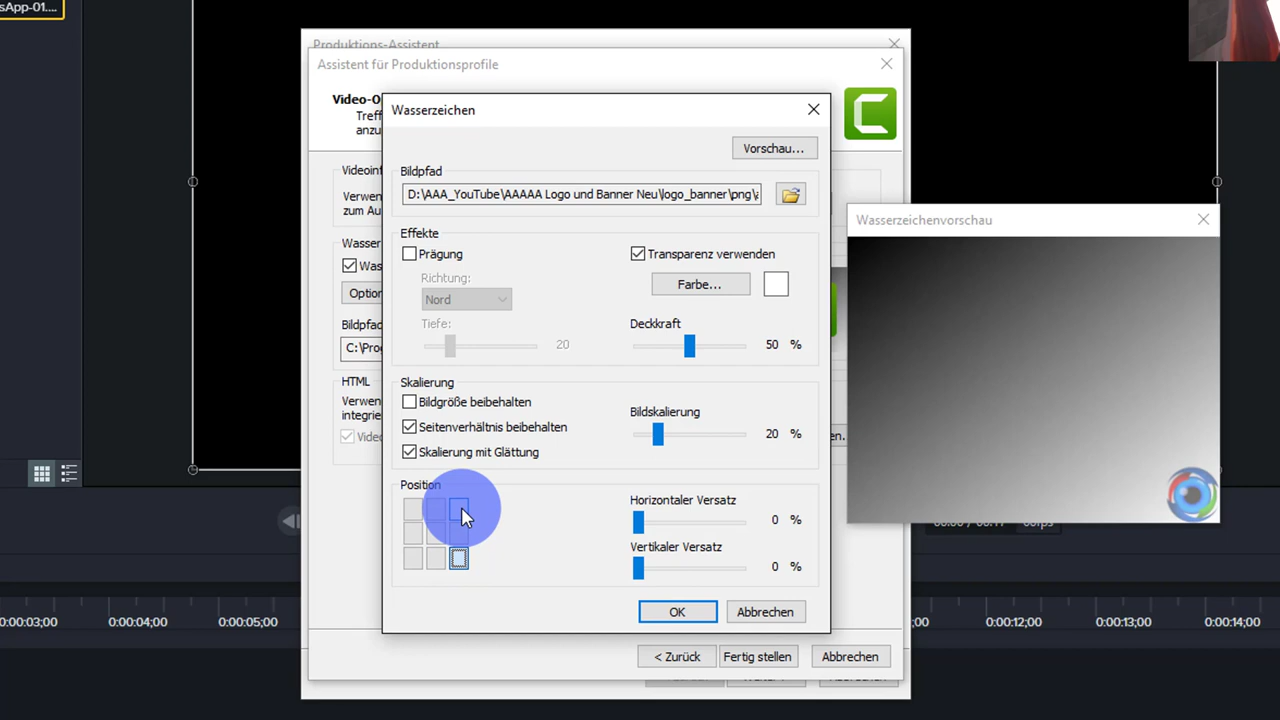 sApp-01....
Produktions-Assistent
Assistent für Produktionsprofile
Video-O
Treff
anzu
Wasserzeichen
Vorschau...
Videoinf
Verwen
zum Au
Bildpfad
D:\AAA_YouTube\AAAAA Logo und Banner Neu\logo_banner\png\
Wasserzeichenvorschau
Wasser
Effekte
Prägung
Transparenz verwenden
Was
Richtung:
Farbe...
Option
Nord
Bildpfad
Tiefe:
Deckkraft
C:\Prog
20
50 %
HTML
Skalierung
Verwen
Bildgröße beibehalten
Bildskalierung
integrie
Seitenverhältnis beibehalten
20 %
Video
en.
Skalierung mit Glättung
Position
Horizontaler Versatz
0 %
Vertikaler Versatz
0 %
OK
Abbrechen
0:00:03;00
0:00:04;00
0:00:05;00
;00
0:00:12;00
0:00:13;00
0:00:14;00
< Zurück
Fertig stellen
Abbrechen